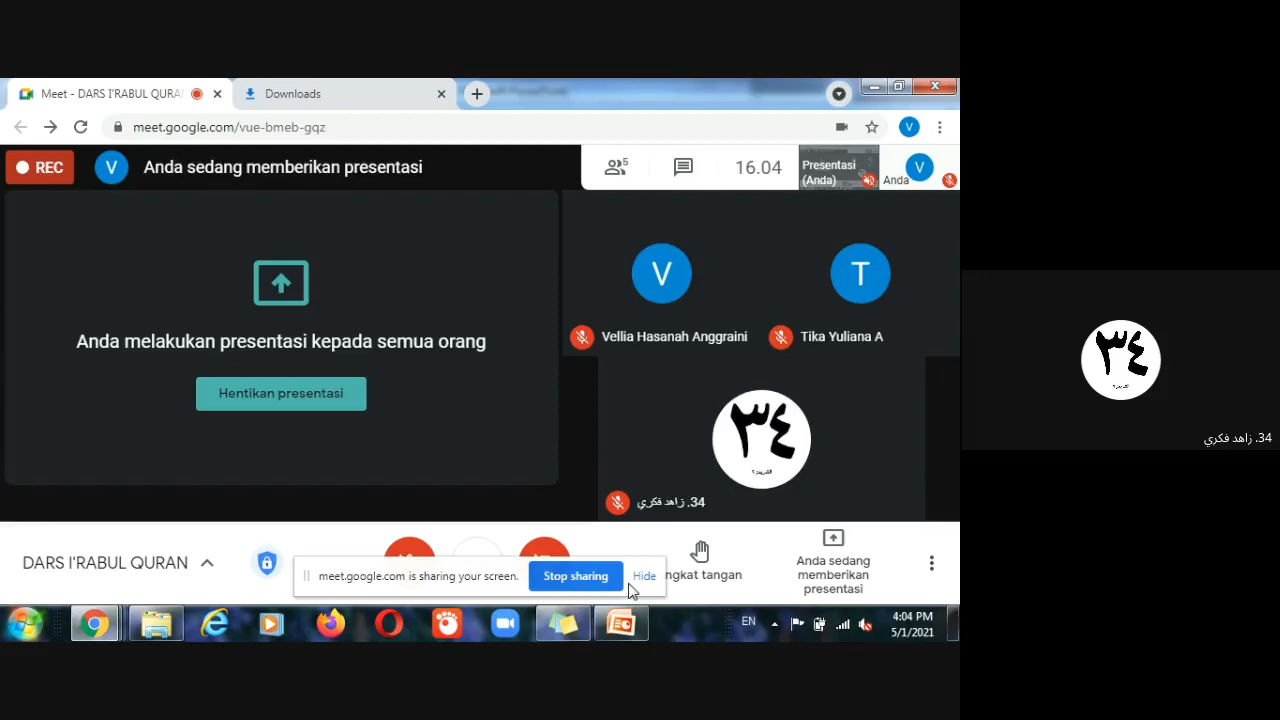 Meet - DARS I'RABUL QURA
Downloads
meet.google.com/vue-bmeb-gqz
V
REC
V
Anda sedang memberikan presentasi
5
16.04
Presentasi
(Anda)
Anda
V
Anda melakukan presentasi kepada semua orang
Hentikan presentasi
V
Vellia Hasanah Anggraini
T
Tika Yuliana A
٣٤
34. زاهد فكري
٣٤
34. زاهد فكري
DARS I'RABUL QURAN
meet.google.com is sharing your screen.
Stop sharing
Hide
ngkat tangan
Anda sedang
memberikan
presentasi
EN
4:04 PM
5/1/2021